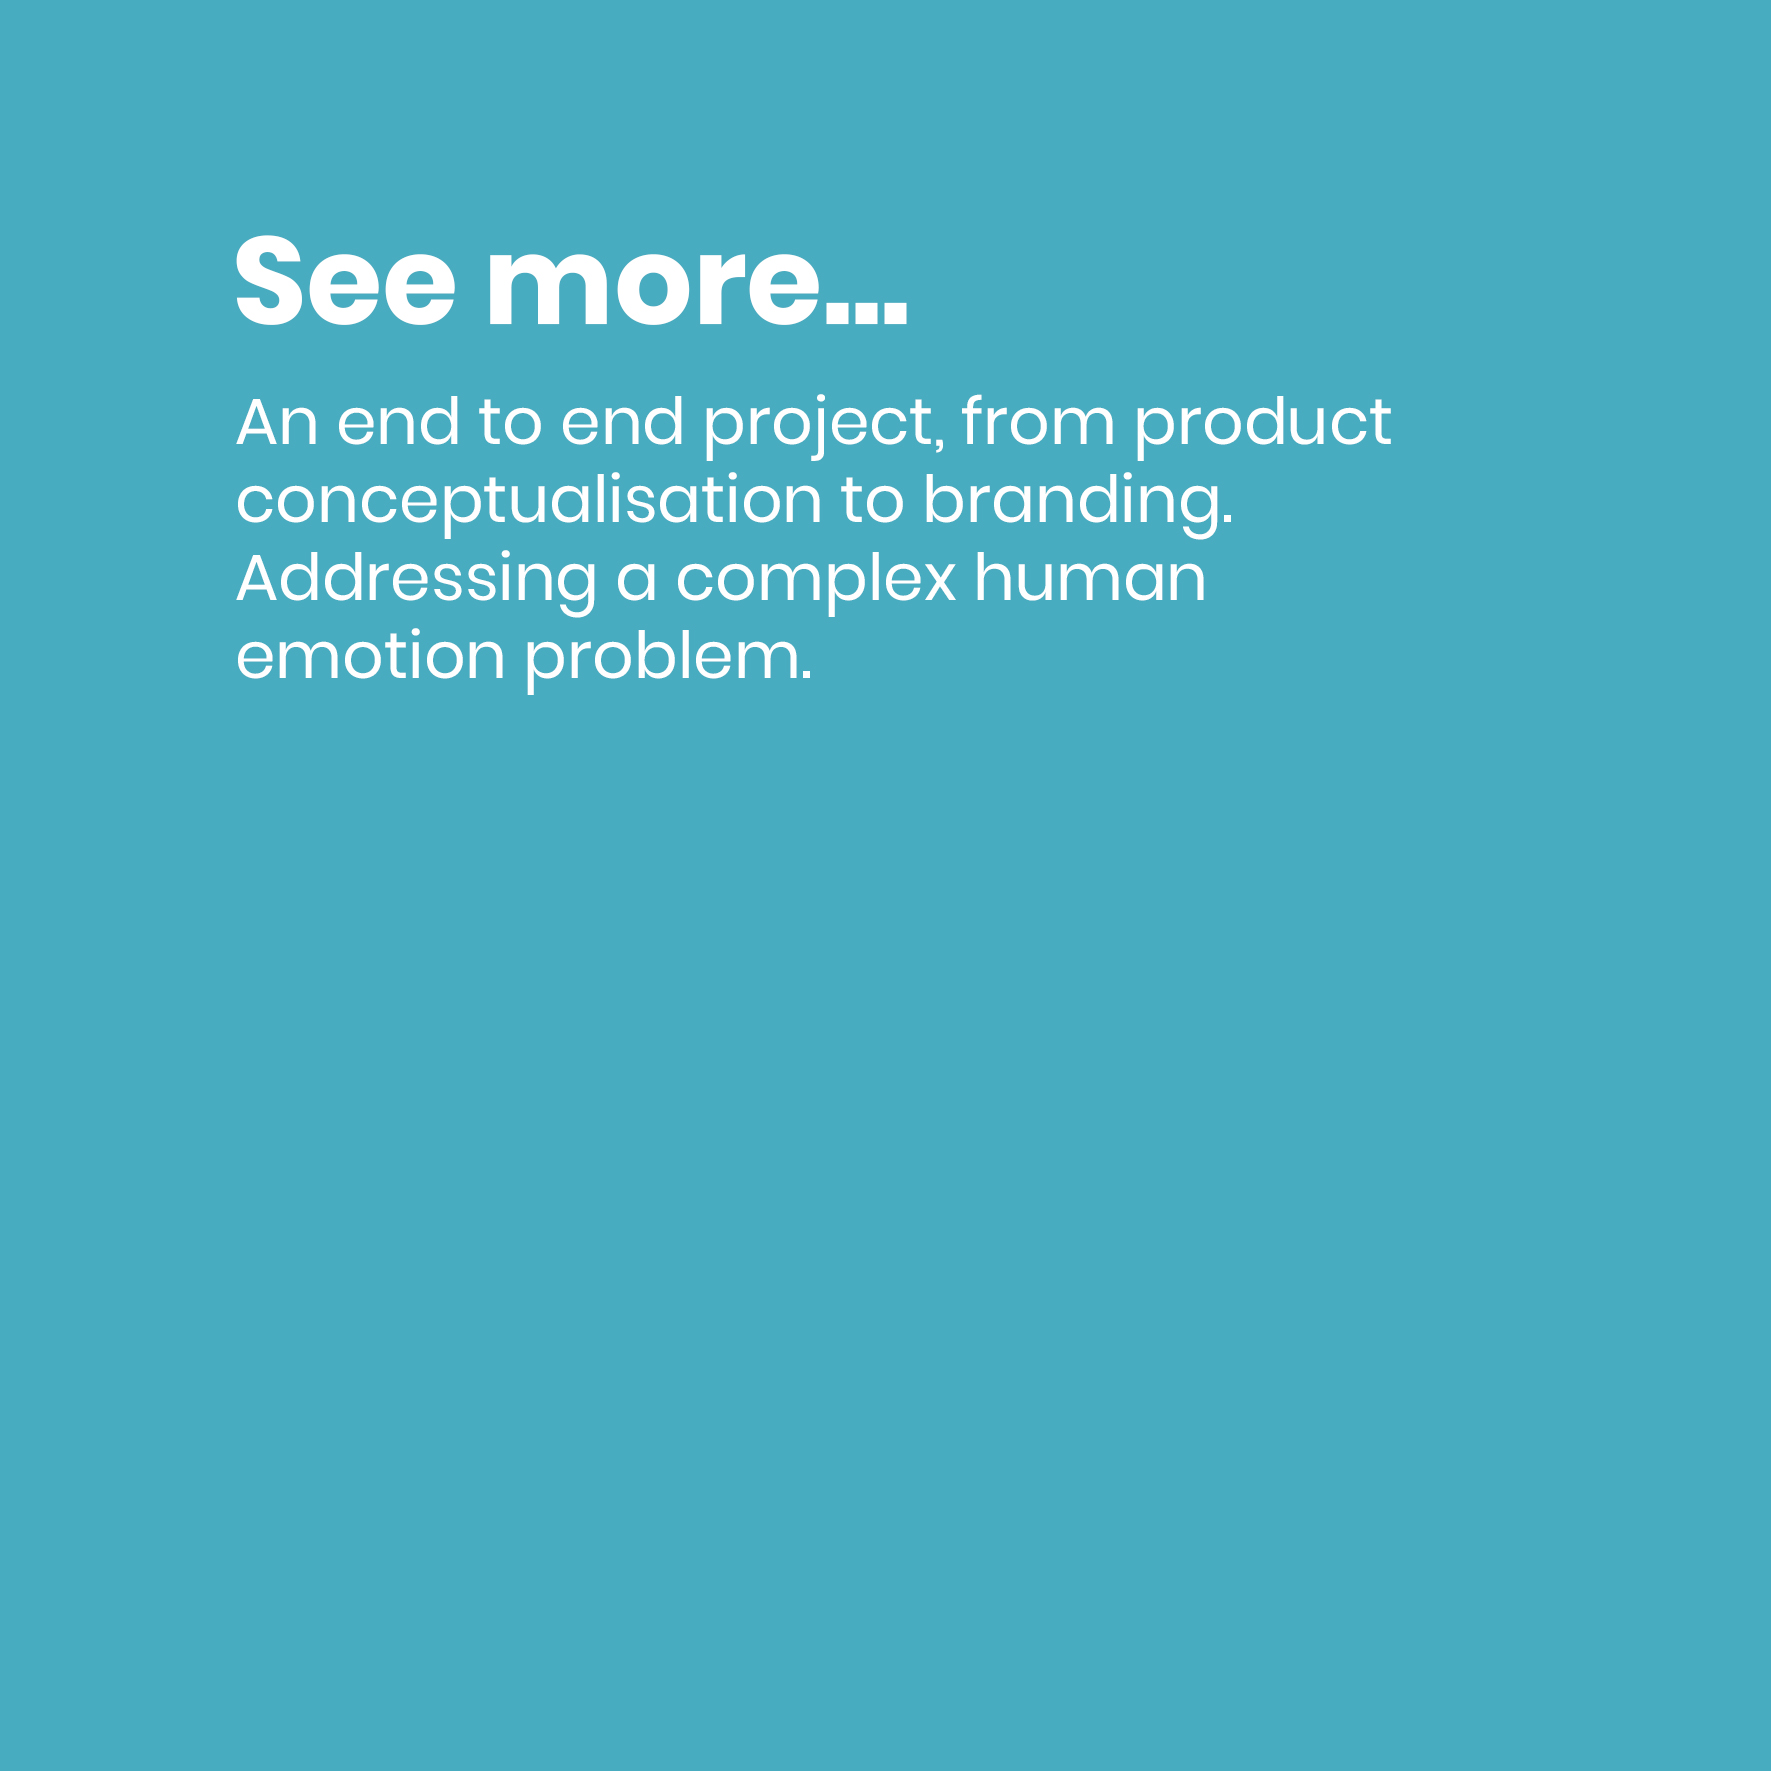 See more...
An end to end project, from product
conceptualisation to branding.
Addressing a complex human
emotion problem.